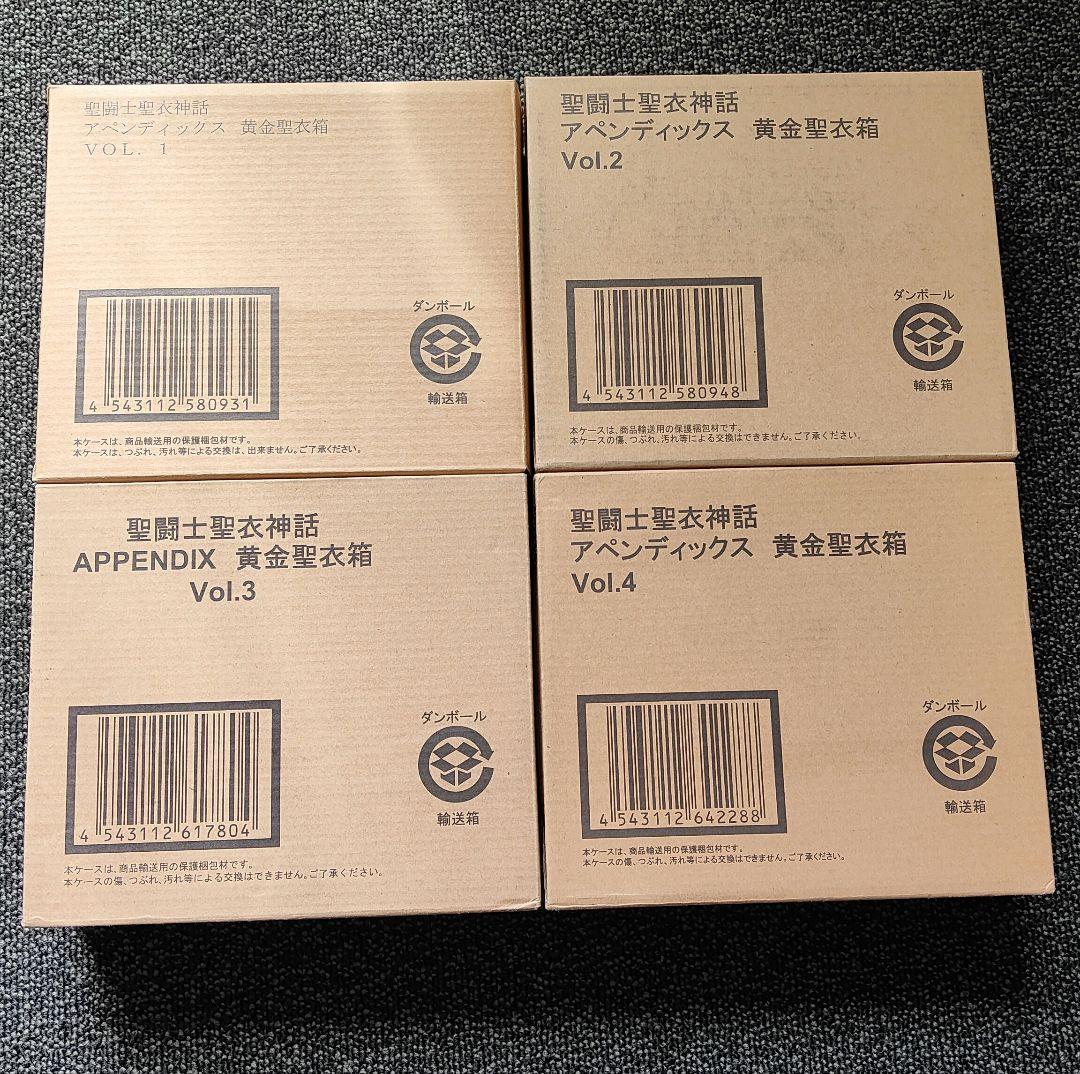 聖闘士聖衣神話
アペンディックス 黄金聖衣箱
VOL. 1
4 543112 580931
ダンボール
輸送箱
本ケースは、商品輸送用の保護梱包材です。
本ケースは、つぶれ、汚れ等による交換は、出来ません。ご了承ください。
聖闘士聖衣神話
アペンディックス 黄金聖衣箱
Vol.2
4 543112 580948
ダンボール
輸送箱
本ケースは、商品輸送用の保護梱包材です。
本ケースの傷、つぶれ、汚れ等による交換はできません。ご了承ください。
聖闘士聖衣神話
APPENDIX 黄金聖衣箱
Vol.3
4 543112 617804
ダンボール
輸送箱
本ケースは、商品輸送用の保護梱包材です。
本ケースの傷、つぶれ、汚れ等による交換はできません。ご了承ください。
聖闘士聖衣神話
アペンディックス 黄金聖衣箱
Vol.4
4 543112 642288
ダンボール
輸送箱
本ケースは、商品輸送用の保護梱包材です。
本ケースの傷、つぶれ、汚れ等による交換はできません。ご了承ください。